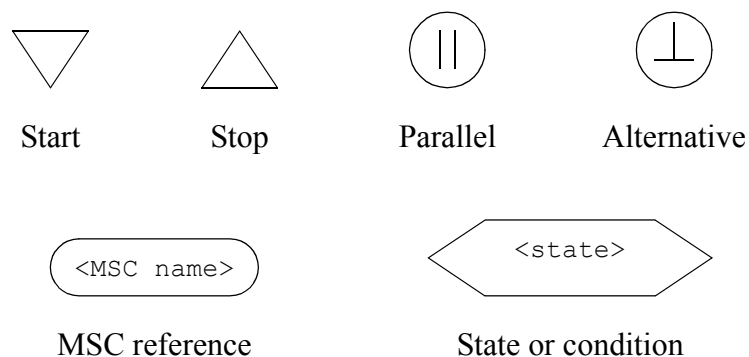 Start Stop Parallel Alternative
<MSC name> <state>
MSC reference State or condition